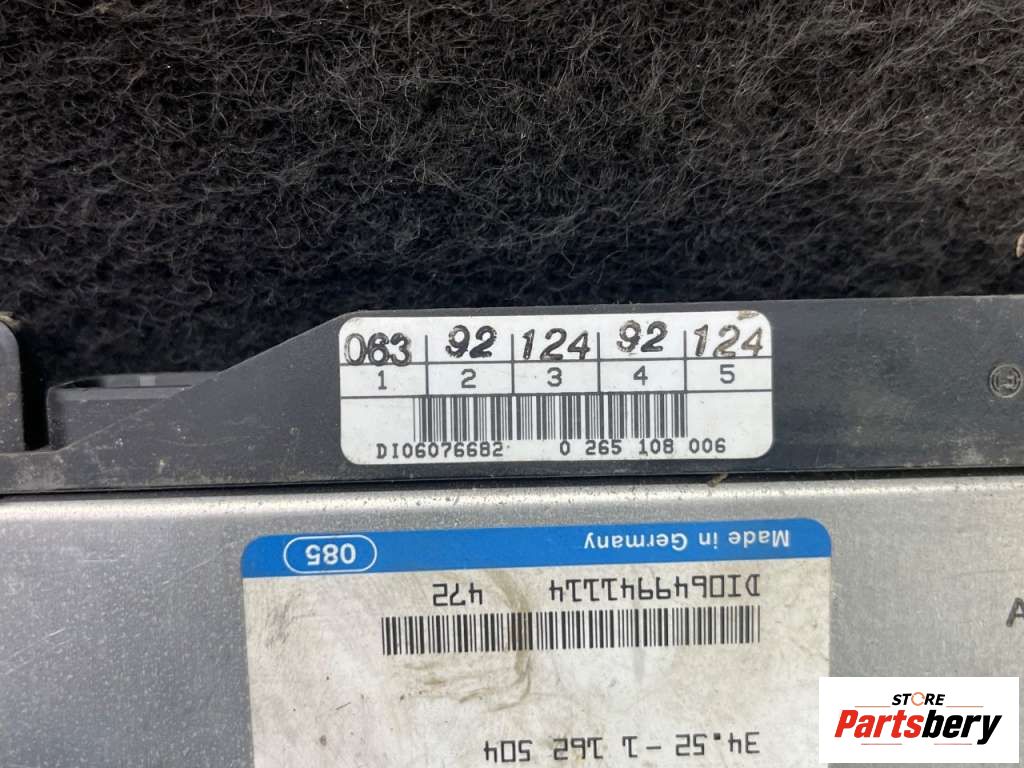 063 92 124 92 124
1 2 3 4 5
DI06076682 0 265 108 006
085 Made in Germany
DI0649941114 472
34.52-1 162 504
A
STORE
Partsbery